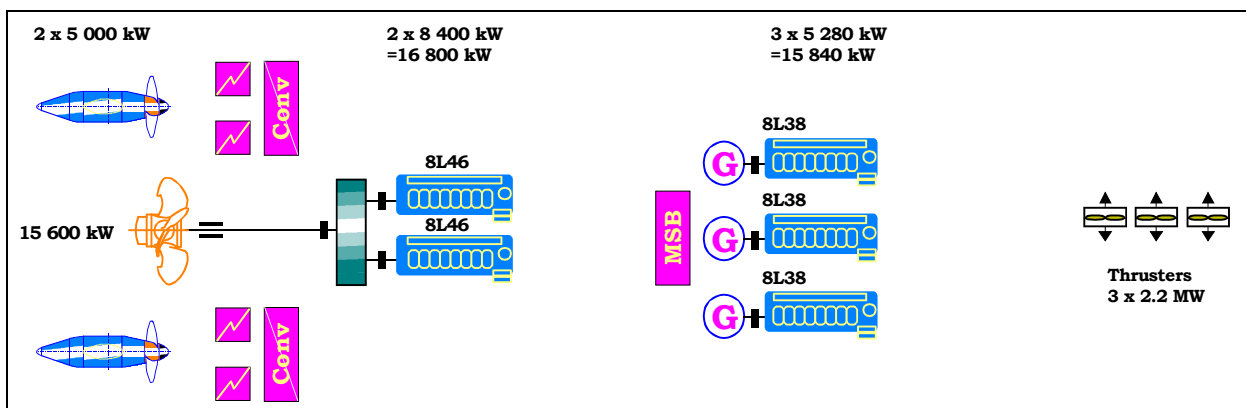 2 x 5 000 kW
2 x 8 400 kW
=16 800 kW
3 x 5 280 kW
=15 840 kW
Conv
8L46
8L46
15 600 kW
Conv
8L38
G
8L38
MSB
G
8L38
G
Thrusters
3 x 2.2 MW